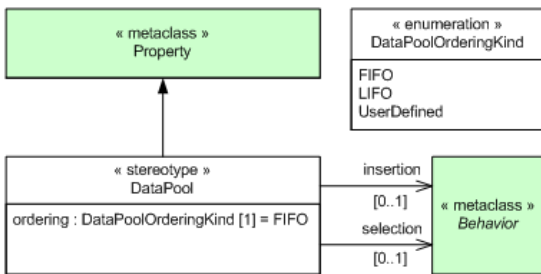 « metaclass »
Property
« enumeration »
DataPoolOrderingKind
FIFO
LIFO
UserDefined
« stereotype »
DataPool
ordering : DataPoolOrderingKind [1] = FIFO
insertion
[0..1]
selection
[0..1]
« metaclass »
Behavior